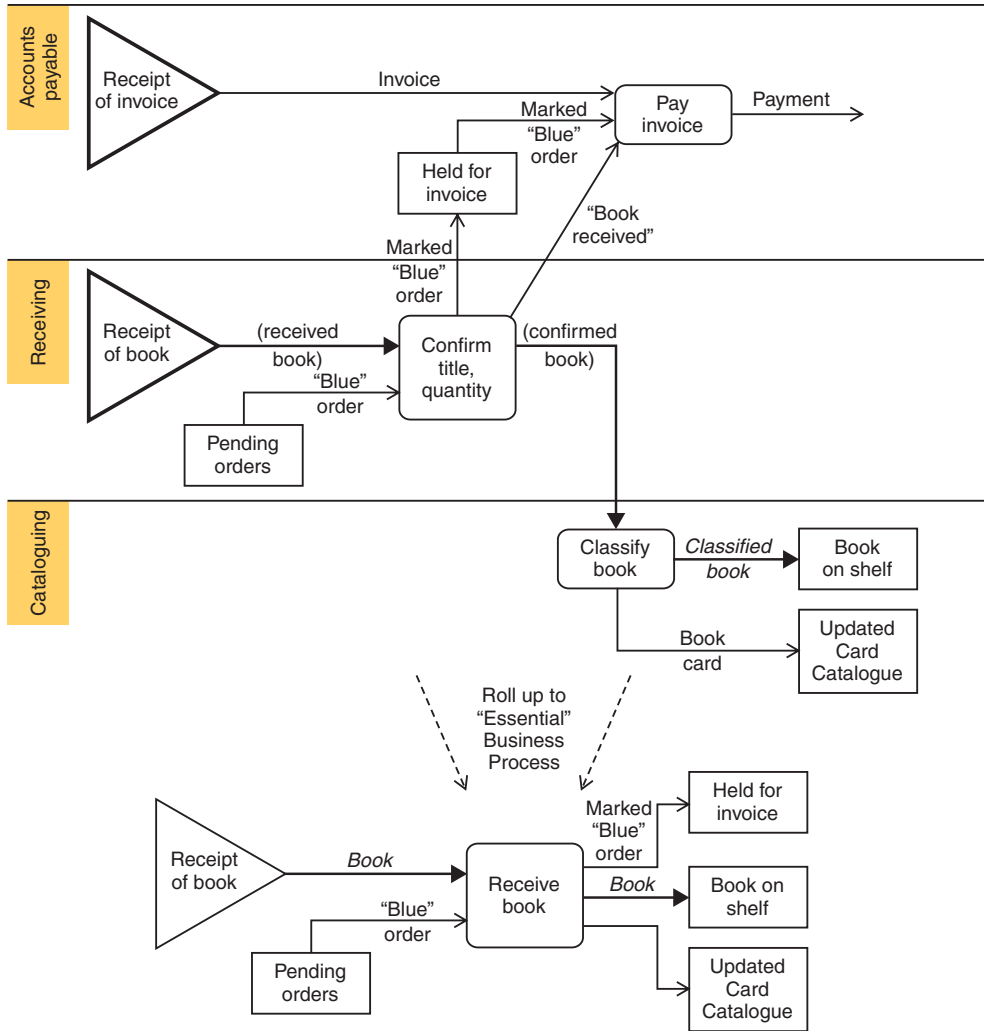 Accounts
payable
Receipt
of invoice
Invoice
Marked
“Blue”
order
Pay
invoice
Payment
Held for
invoice
“Book
received”
Marked
“Blue”
order
Receiving
Receipt
of book
(received
book)
“Blue”
order
Pending
orders
Confirm
title,
quantity
(confirmed
book)
Cataloguing
Classify
book
Classified
book
Book
on shelf
Book
card
Updated
Card
Catalogue
Roll up to
“Essential”
Business
Process
Receipt
of book
Book
“Blue”
order
Pending
orders
Receive
book
Marked
“Blue”
order
Held for
invoice
Book
Book on
shelf
Updated
Card
Catalogue